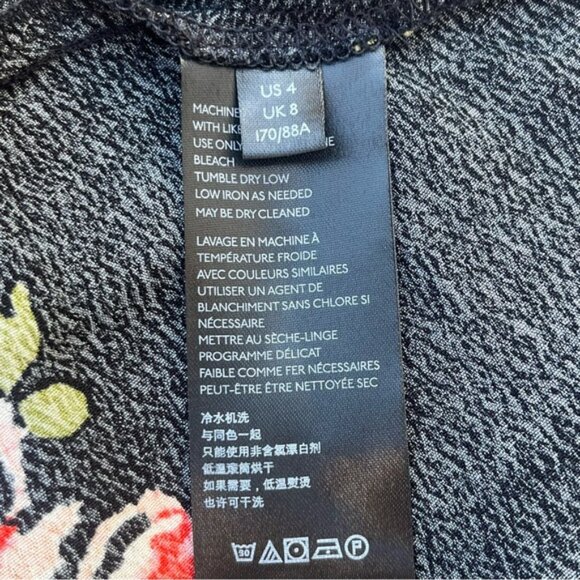 US 4
UK 8
170/88A
MACHINE
WITH LIKE
USE ONLY
BLEACH
TUMBLE DRY LOW
LOW IRON AS NEEDED
MAY BE DRY CLEANED
LAVAGE EN MACHINE À
TEMPÉRATURE FROIDE
AVEC COULEURS SIMILAIRES
UTILISER UN AGENT DE
BLANCHIMENT SANS CHLORE SI
NÉCESSAIRE
METTRE AU SÈCHE-LINGE
PROGRAMME DÉLICAT
FAIBLE COMME FER NÉCESSAIRES
PEUT-ÊTRE ÊTRE NETTOYÉE SEC
冷水机洗
与同色一起
只能使用非含氯漂白剂
低温滚筒烘干
如果需要，低温熨烫
也许可干洗
30
P